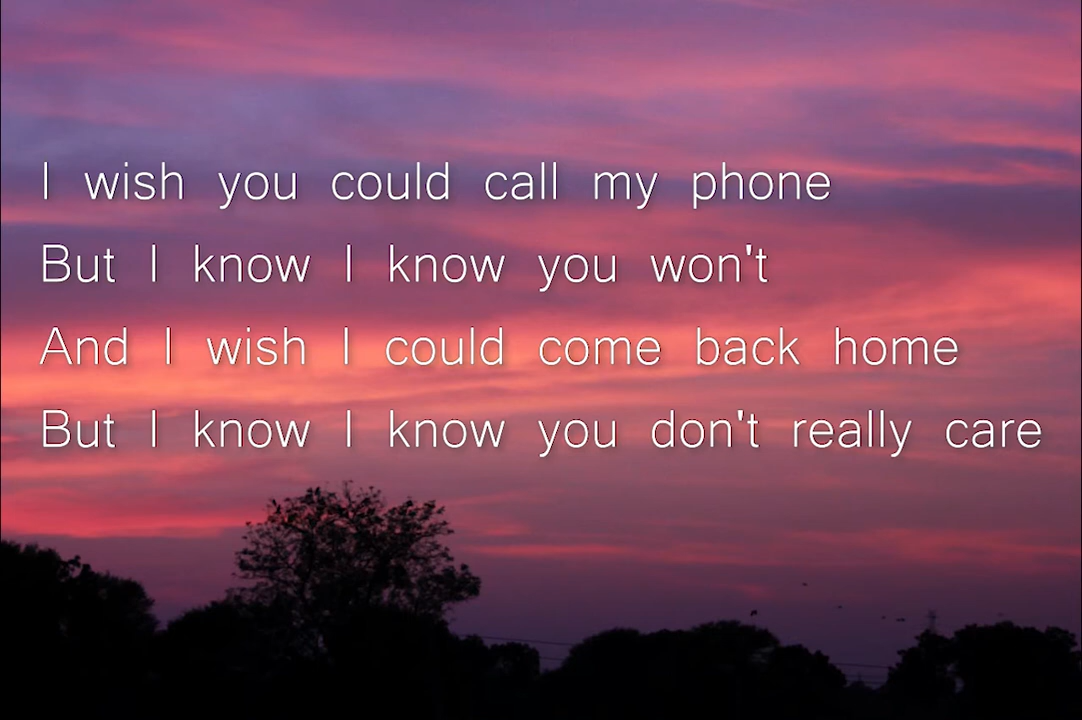 I wish you could call my phone
But I know I know you won't
And I wish I could come back home
But I know I know you don't really care